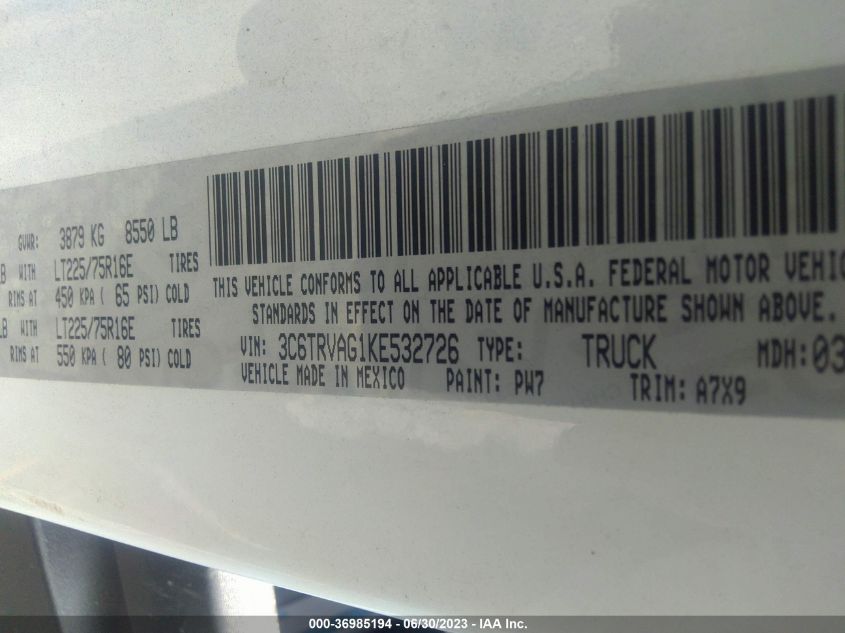 GVWR: 3879 KG 8550 LB
LB WITH LT225/75R16E TIRES
RIMS AT 450 KPA ( 65 PSI) COLD
LB WITH LT225/75R16E TIRES
RIMS AT 550 KPA ( 80 PSI) COLD
THIS VEHICLE CONFORMS TO ALL APPLICABLE U.S.A. FEDERAL MOTOR VEHIC
STANDARDS IN EFFECT ON THE DATE OF MANUFACTURE SHOWN ABOVE.
VIN: 3C6TRVAG1KE532726 TYPE: TRUCK MDH: 03
VEHICLE MADE IN MEXICO PAINT: PW7 TRIM: A7X9
000-36985194 - 06/30/2023 - IAA Inc.